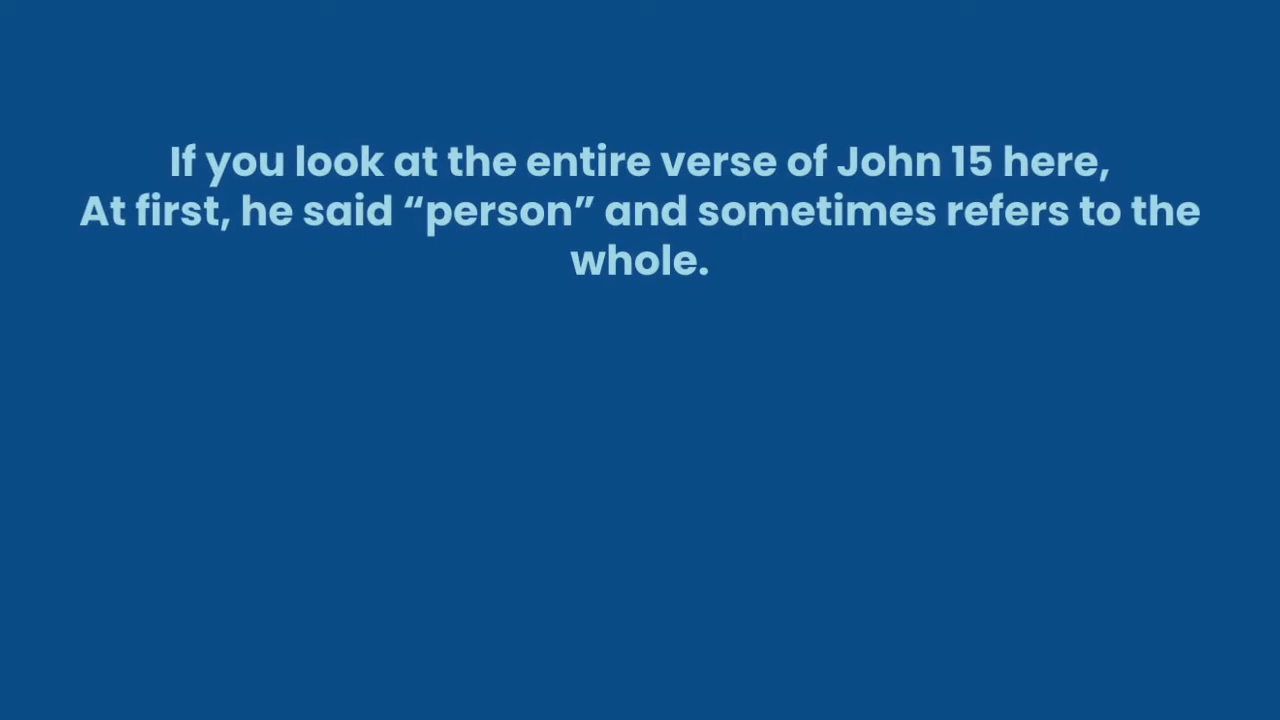 If you look at the entire verse of John 15 here,
At first, he said “person” and sometimes refers to the
whole.